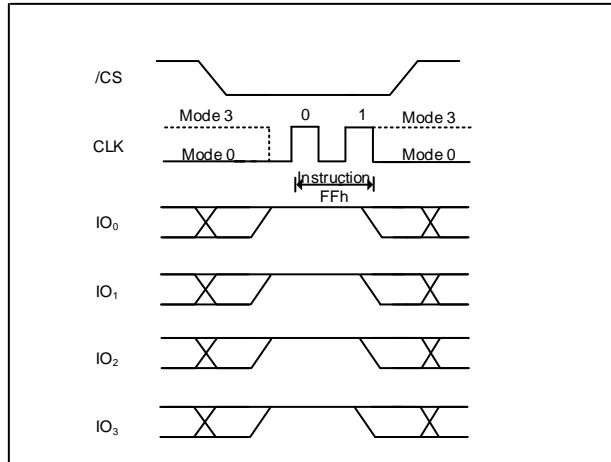 /CS
Mode 3 0 1 Mode 3
CLK
Mode 0 Mode 0
Instruction
FFh
IO₀
IO₁
IO₂
IO₃